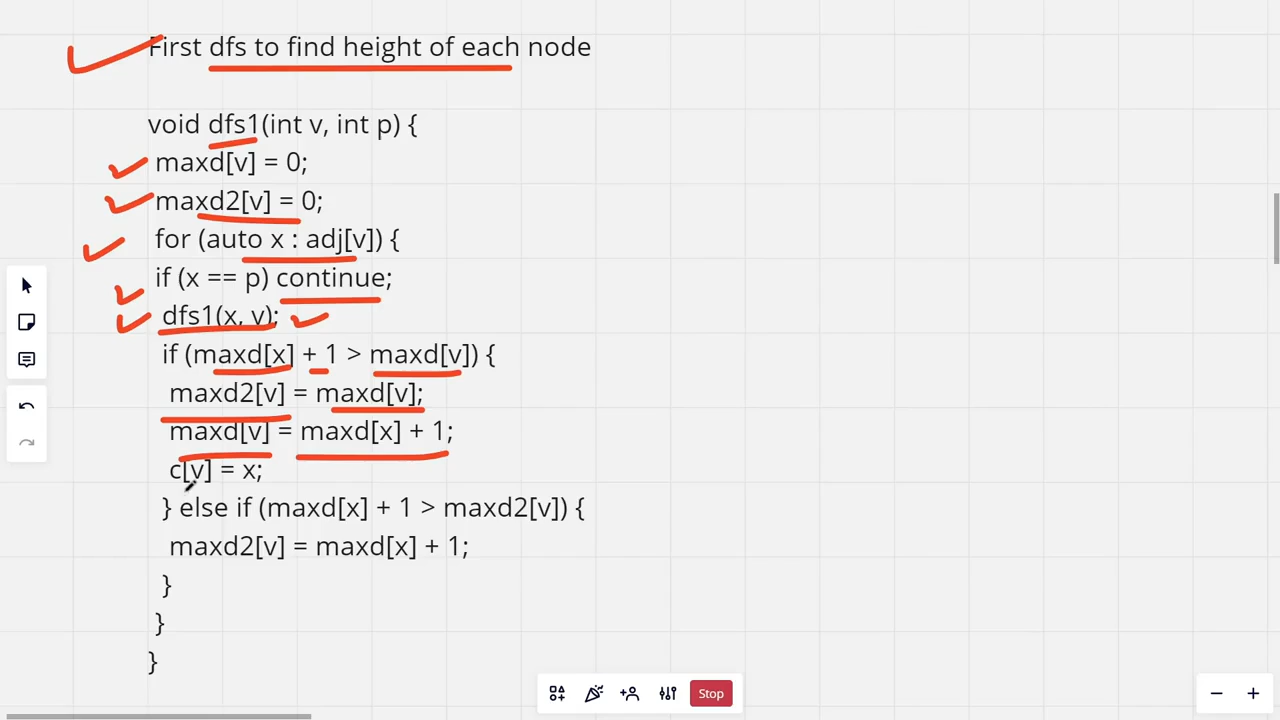 First dfs to find height of each node
void dfs1(int v, int p) {
maxd[v] = 0;
maxd2[v] = 0;
for (auto x : adj[v]) {
if (x == p) continue;
dfs1(x, v);
if (maxd[x] + 1 > maxd[v]) {
maxd2[v] = maxd[v];
maxd[v] = maxd[x] + 1;
c[v] = x;
} else if (maxd[x] + 1 > maxd2[v]) {
maxd2[v] = maxd[x] + 1;
}
}
}
Stop